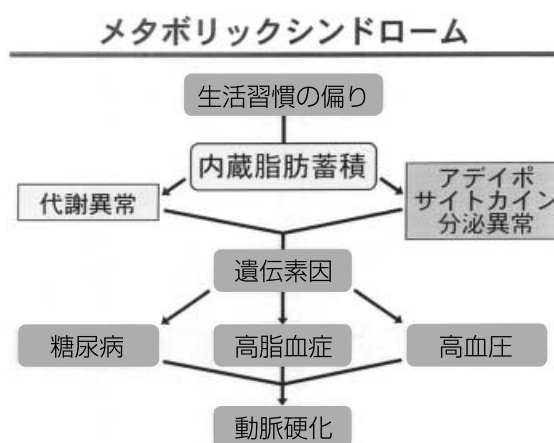 メタボリックシンドローム
生活習慣の偏り
内蔵脂肪蓄積
代謝異常
アデイポ
サイトカイン
分泌異常
遺伝素因
糖尿病
高脂血症
高血圧
動脈硬化